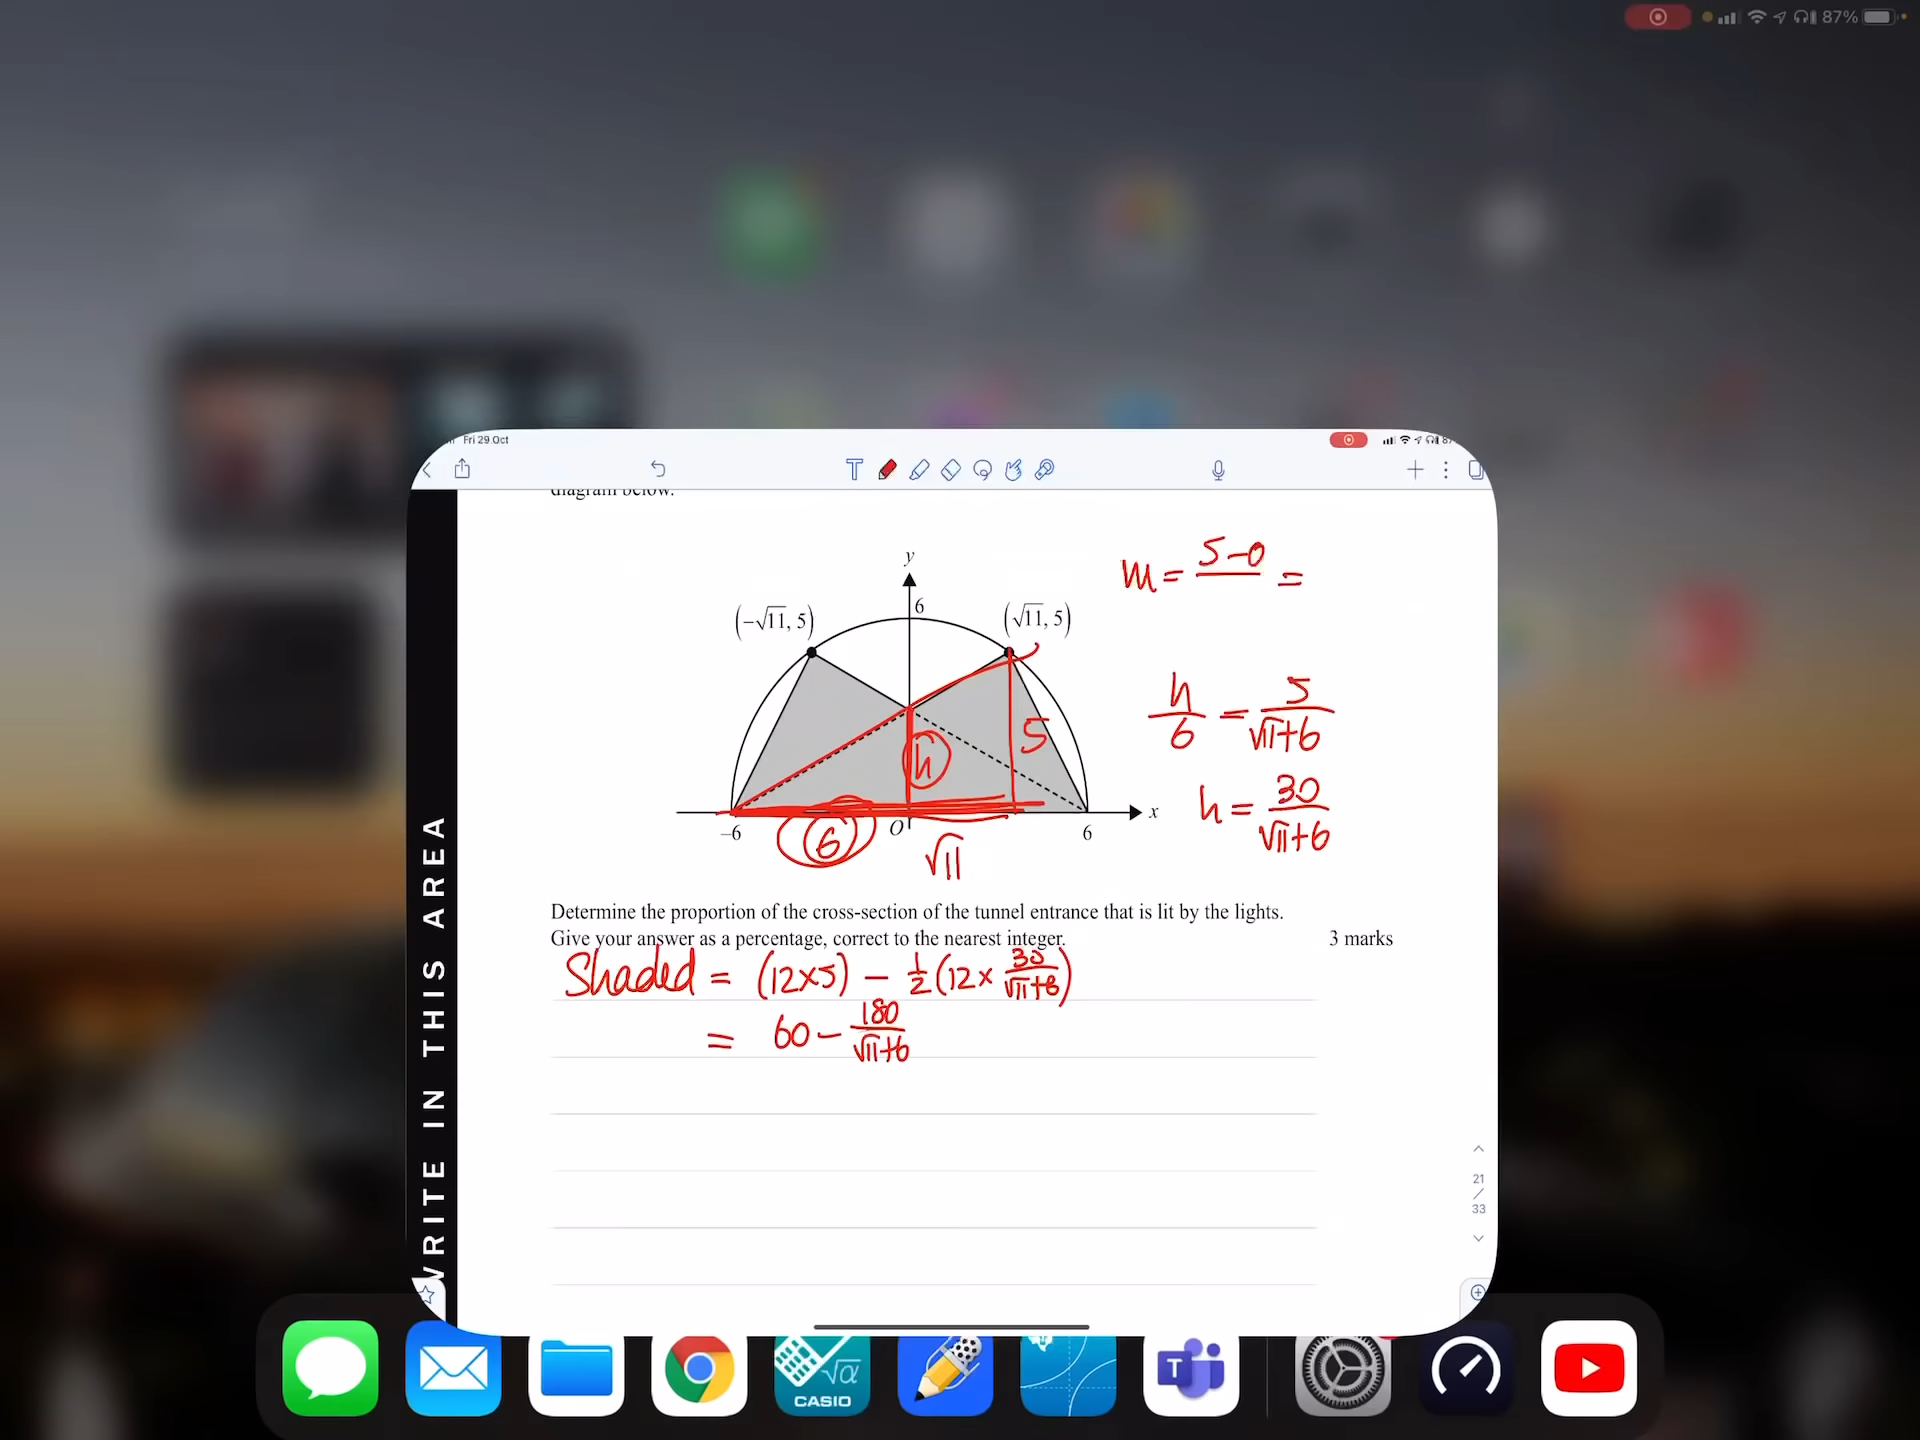 87%
Fri 29 Oct
T
diagram below.
y
6
(−√11, 5)
(√11, 5)
m = 5−0 =
h/6 = 5/√11+6
h
5
h = 30/√11+6
−6
O
6
x
6
√11
Determine the proportion of the cross-section of the tunnel entrance that is lit by the lights.
Give your answer as a percentage, correct to the nearest integer.
3 marks
Shaded = (12×5) − 1/2(12× 30/√11+6)
= 60 − 180/√11+6
WRITE IN THIS AREA
21
/
33
√α
CASIO
T